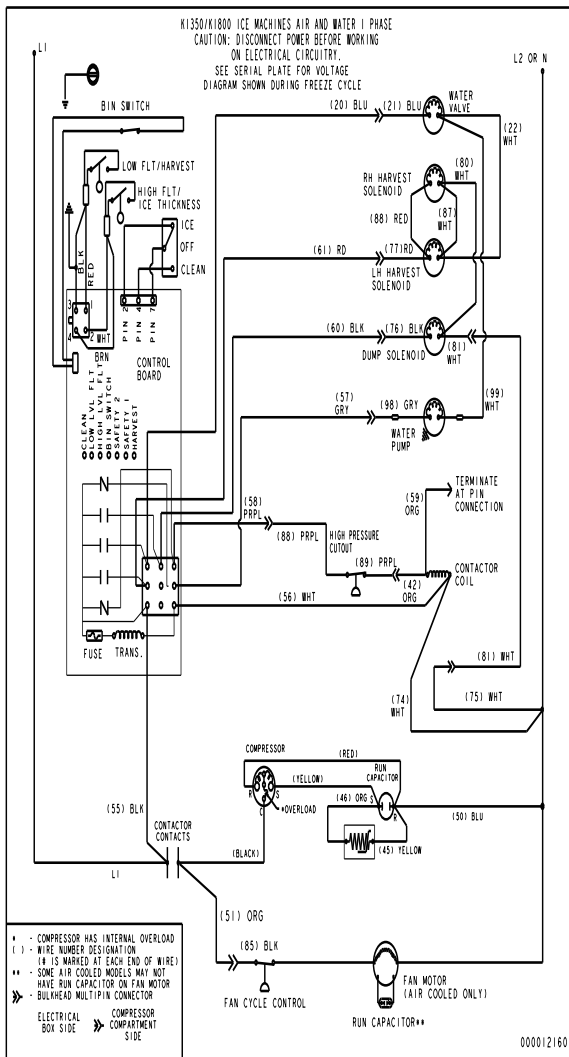 KI350/KI800 ICE MACHINES AIR AND WATER 1 PHASE
CAUTION: DISCONNECT POWER BEFORE WORKING
ON ELECTRICAL CIRCUITRY.
SEE SERIAL PLATE FOR VOLTAGE
DIAGRAM SHOWN DURING FREEZE CYCLE
L1
L2 OR N
BIN SWITCH
(20) BLU
(21) BLU
WATER
VALVE
(22)
WHT
LOW FLT/HARVEST
HIGH FLT/
ICE THICKNESS
RH HARVEST
SOLENOID
(80)
WHT
(88) RED
(87)
WHT
ICE
OFF
CLEAN
(61) RD
(77)RD
LH HARVEST
SOLENOID
BLK
RED
3
1
4
2
WHT
BRN
PIN 2
PIN 4
PIN 7
CONTROL
BOARD
(60) BLK
(76) BLK
DUMP SOLENOID
(81)
WHT
(57)
GRY
(98) GRY
WATER
PUMP
(99)
WHT
CLEAN
LOW LVL FLT
HIGH LVL FLT
BIN SWITCH
SAFETY 2
SAFETY 1
HARVEST
(58)
PRPL
(88) PRPL
HIGH PRESSURE
CUTOUT
(89) PRPL
(59)
ORG
TERMINATE
AT PIN
CONNECTION
(42)
ORG
CONTACTOR
COIL
(56) WHT
FUSE
TRANS.
(81) WHT
(74)
WHT
(75) WHT
COMPRESSOR
(RED)
(YELLOW)
RUN
CAPACITOR
R
S
C
*OVERLOAD
(46) ORG
S
R
(50) BLU
(45) YELLOW
(55) BLK
CONTACTOR
CONTACTS
(BLACK)
L1
(51) ORG
(85) BLK
FAN CYCLE CONTROL
FAN MOTOR
(AIR COOLED ONLY)
RUN CAPACITOR**
* - COMPRESSOR HAS INTERNAL OVERLOAD
( ) - WIRE NUMBER DESIGNATION
(# IS MARKED AT EACH END OF WIRE)
** - SOME AIR COOLED MODELS MAY NOT
HAVE RUN CAPACITOR ON FAN MOTOR
- BULKHEAD MULTIPIN CONNECTOR
ELECTRICAL
BOX SIDE
COMPRESSOR
COMPARTMENT
SIDE
000012160